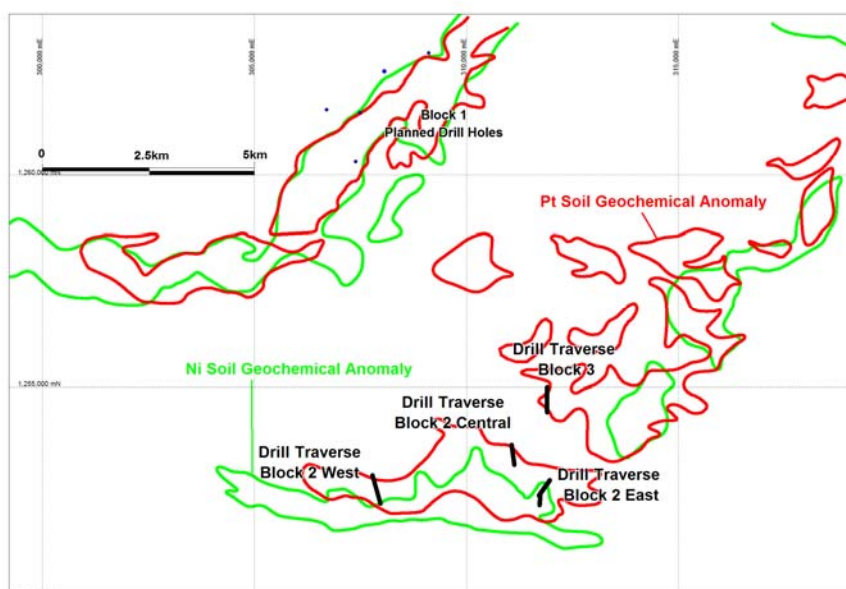 300,000 mE
305,000 mE
310,000 mE
315,000 mE
Block 1
Planned Drill Holes
0
2.5km
5km
1,260,000 mN
Pt Soil Geochemical Anomaly
Drill Traverse
Block 3
Ni Soil Geochemical Anomaly
1,255,000 mN
Drill Traverse
Block 2 Central
Drill Traverse
Block 2 West
Drill Traverse
Block 2 East